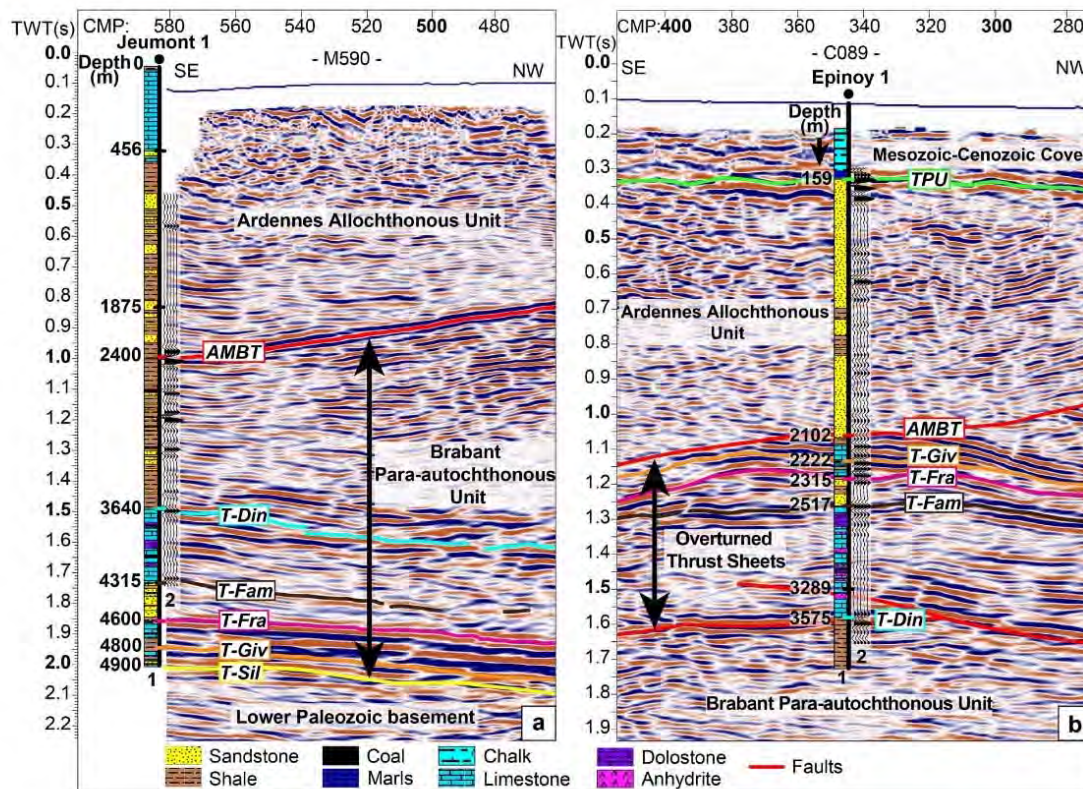 TWT(s) CMP: 580 560 540 520 500 480
Jeumont 1
- M590 -
Depth (m)
SE
NW
0.0
0
0.1
0.2
0.3
456
0.4
0.5
Ardennes Allochthonous Unit
0.6
0.7
0.8
1875
0.9
1.0
2400
AMBT
1.1
1.2
1.3
Brabant
Para-autochthonous
Unit
1.4
3640
1.5
T-Din
1.6
1.7
4315
T-Fam
1.8
2
4600
T-Fra
1.9
4800
T-Giv
2.0
4900
T-Sil
1
2.1
Lower Paleozoic basement
2.2
a
TWT(s) CMP: 400 380 360 340 320 300 280
- C089 -
Epinoy 1
SE
NW
0.0
0.1
Depth
(m)
0.2
Mesozoic-Cenozoic Cover
0.3
159
TPU
0.4
0.5
0.6
0.7
Ardennes Allochthonous
Unit
0.8
0.9
1.0
AMBT
2102
1.1
2222
T-Giv
2315
T-Fra
1.2
2517
T-Fam
1.3
Overturned
Thrust Sheets
1.4
1.5
3289
3575
T-Din
1.6
2
1.7
1
Brabant Para-autochthonous Unit
1.8
1.9
b
Sandstone Coal Chalk Dolostone Faults
Shale Marls Limestone Anhydrite